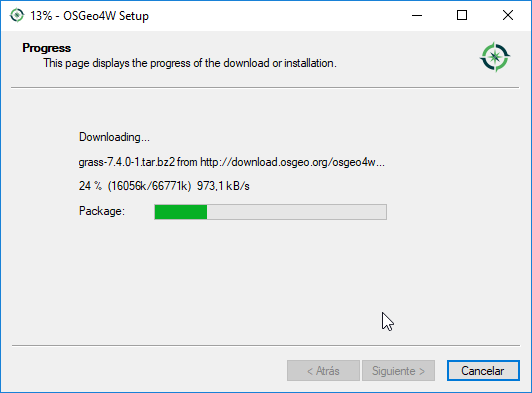 13% - OSGeo4W Setup
Progress
This page displays the progress of the download or installation.
Downloading...
grass-7.4.0-1.tar.bz2 from http://download.osgeo.org/osgeo4w...
24 % (16056k/66771k) 973,1 kB/s
Package:
< Atrás
Siguiente >
Cancelar